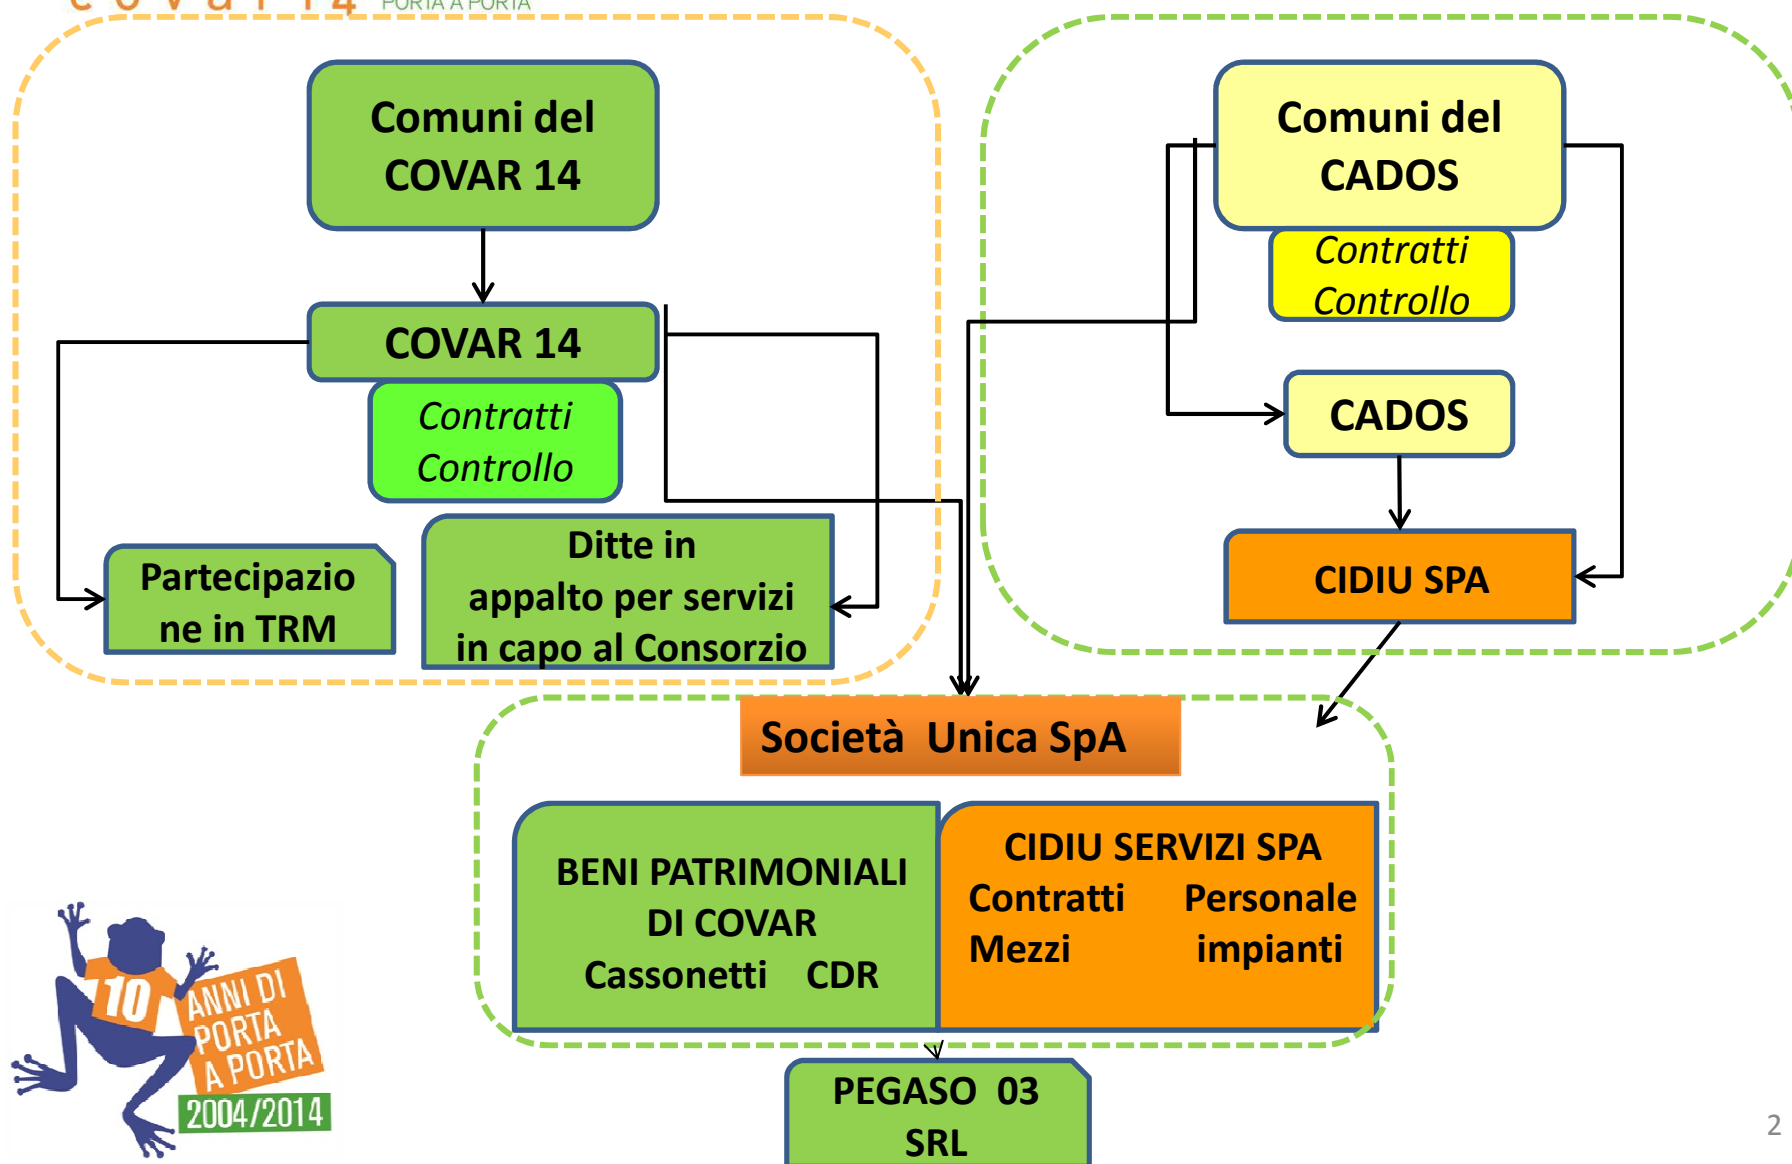 covar14 PORTA A PORTA
Comuni del
COVAR 14
COVAR 14
Contratti
Controllo
Partecipazio
ne in TRM
Ditte in
appalto per servizi
in capo al Consorzio
Comuni del
CADOS
Contratti
Controllo
CADOS
CIDIU SPA
Società Unica SpA
BENI PATRIMONIALI
DI COVAR
Cassonetti CDR
CIDIU SERVIZI SPA
Contratti Personale
Mezzi impianti
PEGASO 03
SRL
10
ANNI DI
PORTA
A PORTA
2004/2014
2